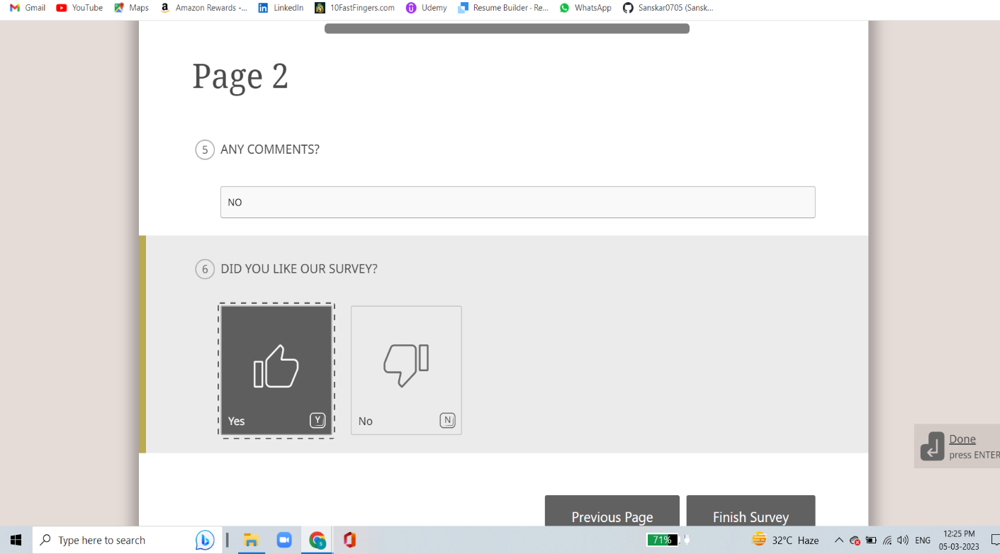 Gmail YouTube Maps Amazon Rewards -... LinkedIn 10FastFingers.com Udemy Resume Builder · Re... WhatsApp Sanskar0705 (Sansk...
Page 2
5 ANY COMMENTS?
NO
6 DID YOU LIKE OUR SURVEY?
Yes Y No N
Done
press ENTER
Previous Page Finish Survey
Type here to search 71% 32°C Haze ENG 12:25 PM
05-03-2023